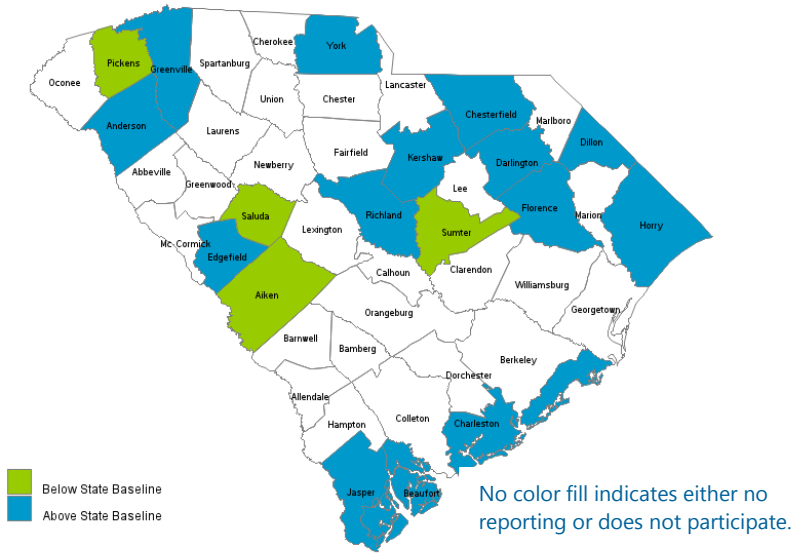 Cherokee
York
Pickens
Spartanburg
Greenville
Oconee
Lancaster
Union
Chester
Chesterfield
Marlboro
Anderson
Laurens
Dillon
Fairfield
Kershaw
Darlington
Newberry
Abbeville
Greenwood
Lee
Florence
Marion
Saluda
Richland
Horry
Lexington
Sumter
Mc Cormick
Edgefield
Calhoun
Clarendon
Williamsburg
Aiken
Orangeburg
Georgetown
Barnwell
Bamberg
Berkeley
Dorchester
Allendale
Colleton
Charleston
Hampton
Jasper
Beaufort
Below State Baseline
Above State Baseline
No color fill indicates either no
reporting or does not participate.